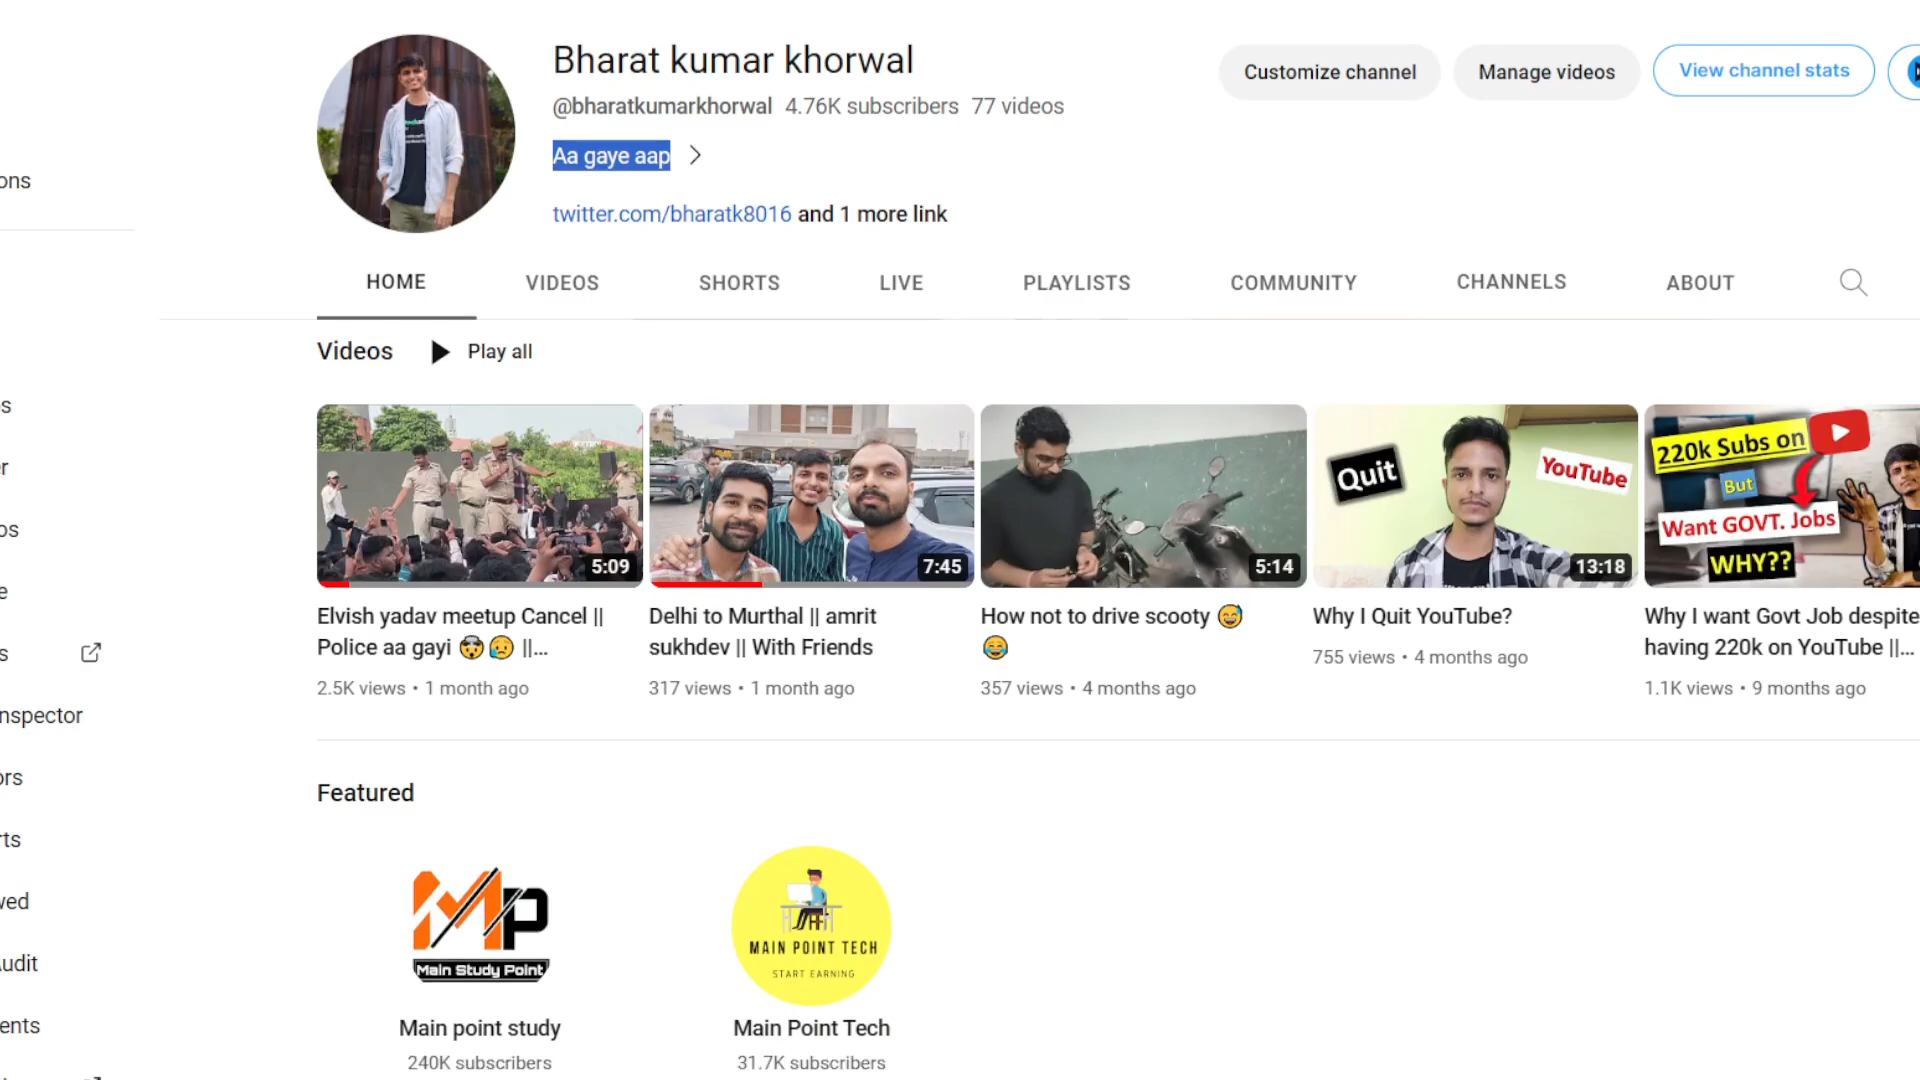 Bharat kumar khorwal
@bharatkumarkhorwal 4.76K subscribers 77 videos
Aa gaye aap
twitter.com/bharatk8016 and 1 more link
Customize channel
Manage videos
View channel stats
ons
HOME
VIDEOS
SHORTS
LIVE
PLAYLISTS
COMMUNITY
CHANNELS
ABOUT
Videos
Play all
5:09
7:45
5:14
Quit
YouTube
13:18
220k Subs on
But
Want GOVT. Jobs
WHY??
Elvish yadav meetup Cancel ||
Police aa gayi 🤯😥 ||...
2.5K views • 1 month ago
Delhi to Murthal || amrit
sukhdev || With Friends
317 views • 1 month ago
How not to drive scooty 😅
😂
357 views • 4 months ago
Why I Quit YouTube?
755 views • 4 months ago
Why I want Govt Job despite
having 220k on YouTube ||...
1.1K views • 9 months ago
s
r
os
e
s
nspector
ors
rts
wed
udit
ents
Featured
MP
Main Study Point
Main point study
240K subscribers
MAIN POINT TECH
START EARNING
Main Point Tech
31.7K subscribers